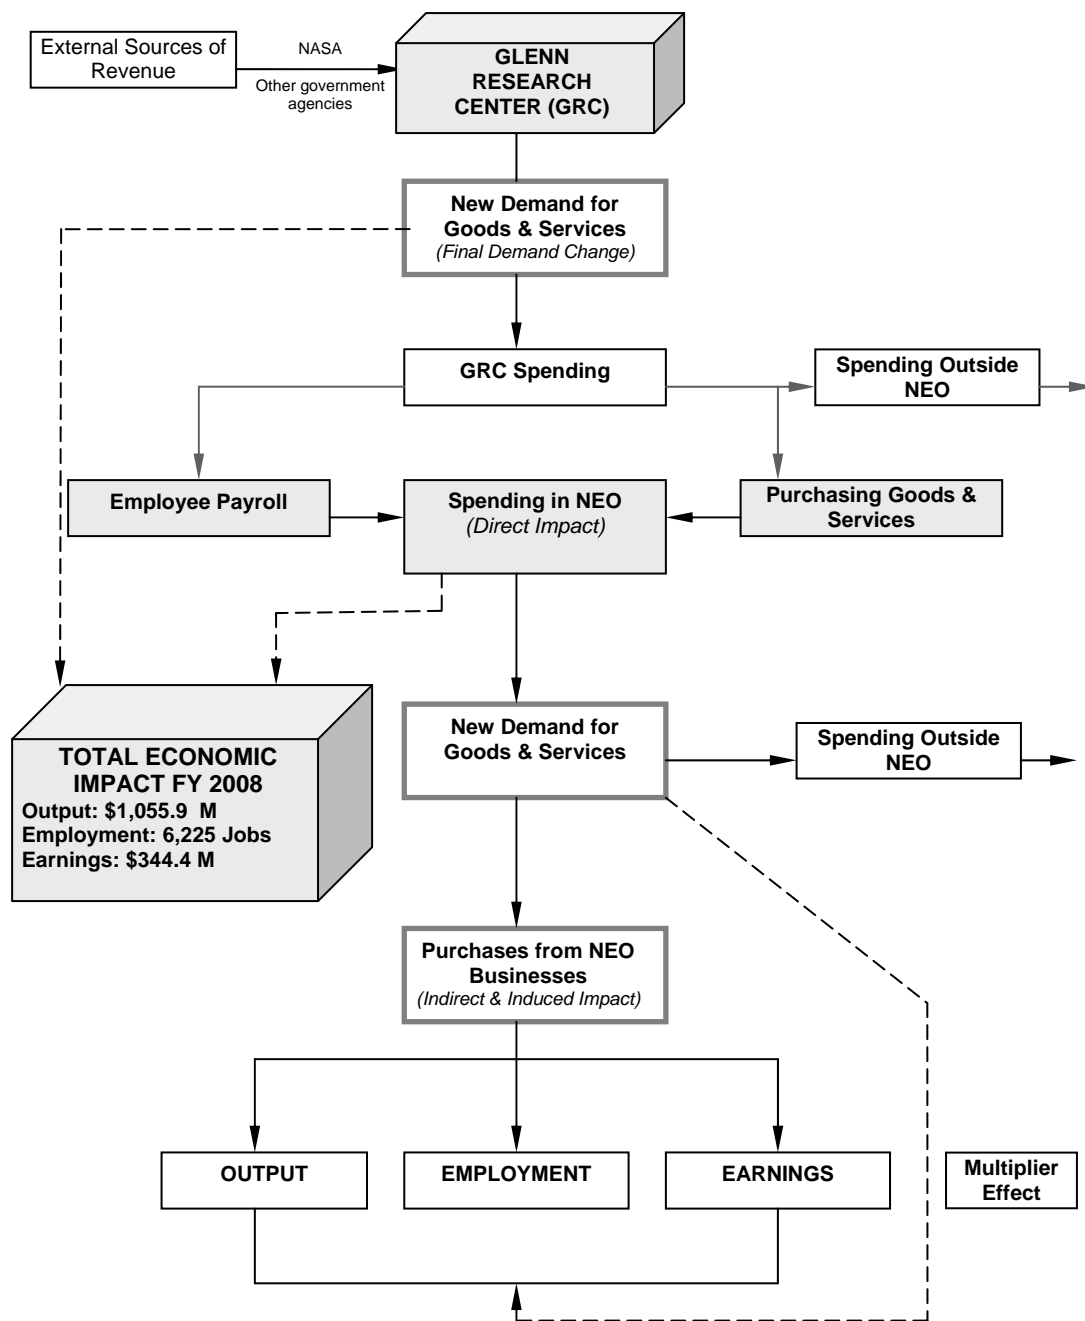 External Sources of
Revenue
NASA
Other government
agencies
GLENN
RESEARCH
CENTER (GRC)
New Demand for
Goods & Services
(Final Demand Change)
GRC Spending
Spending Outside
NEO
Employee Payroll
Spending in NEO
(Direct Impact)
Purchasing Goods &
Services
TOTAL ECONOMIC
IMPACT FY 2008
Output: $1,055.9 M
Employment: 6,225 Jobs
Earnings: $344.4 M
New Demand for
Goods & Services
Spending Outside
NEO
Purchases from NEO
Businesses
(Indirect & Induced Impact)
OUTPUT
EMPLOYMENT
EARNINGS
Multiplier
Effect